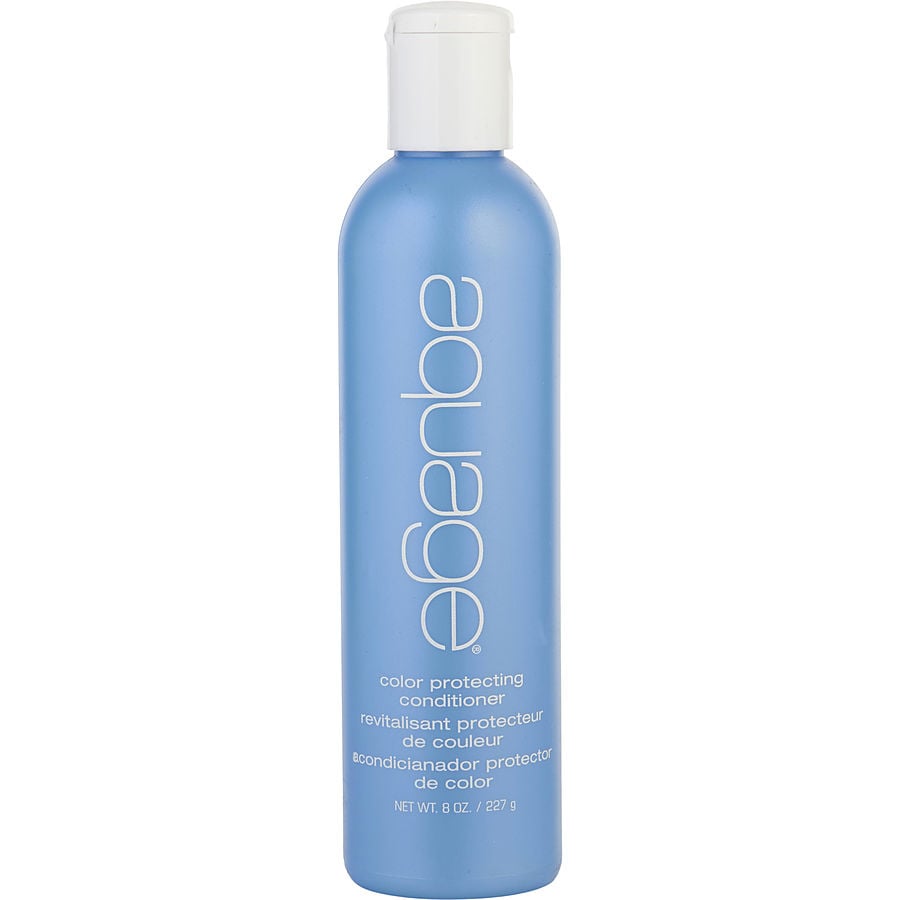 aquage®
color protecting
conditioner
revitalisant protecteur
de couleur
acondicianador protector
de color
NET WT. 8 OZ. / 227 g